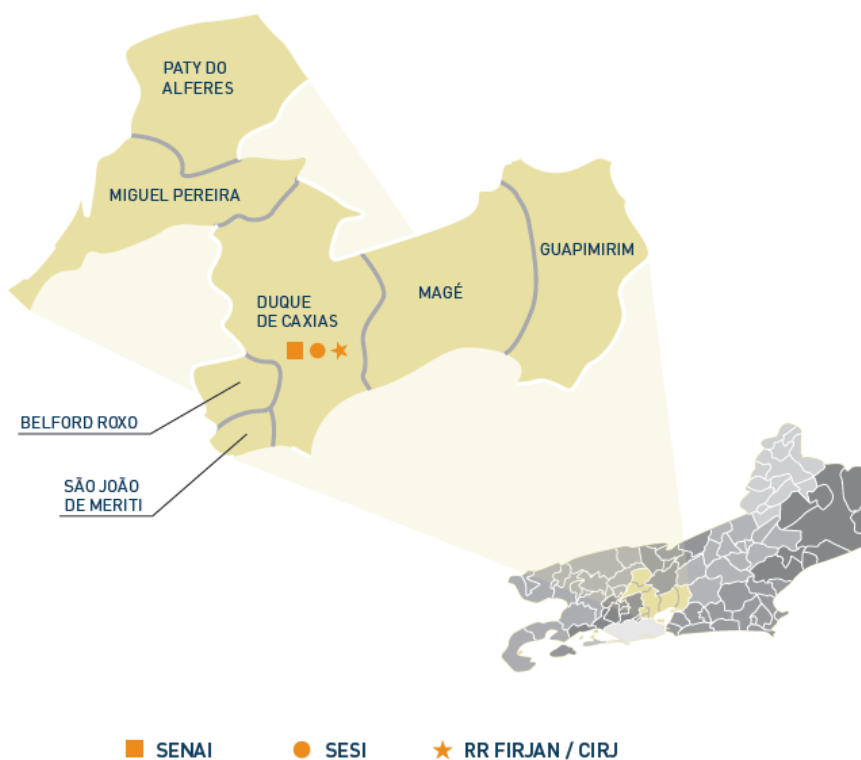 PATY DO
ALFERES
MIGUEL PEREIRA
GUAPIMIRIM
MAGÉ
DUQUE
DE CAXIAS
BELFORD ROXO
SÃO JOÃO
DE MERITI
SENAI
SESI
RR FIRJAN / CIRJ